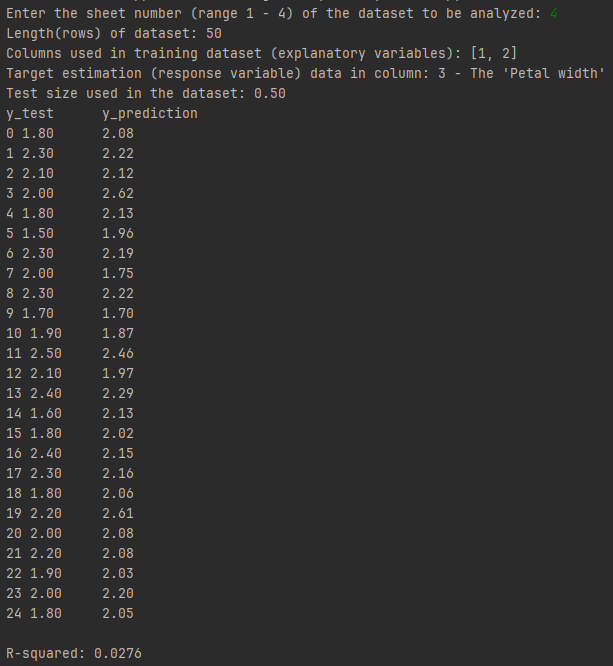 Enter the sheet number (range 1 - 4) of the dataset to be analyzed: 4
Length(rows) of dataset: 50
Columns used in training dataset (explanatory variables): [1, 2]
Target estimation (response variable) data in column: 3 - The 'Petal width'
Test size used in the dataset: 0.50
y_test y_prediction
0 1.80 2.08
1 2.30 2.22
2 2.10 2.12
3 2.00 2.62
4 1.80 2.13
5 1.50 1.96
6 2.30 2.19
7 2.00 1.75
8 2.30 2.22
9 1.70 1.70
10 1.90 1.87
11 2.50 2.46
12 2.10 1.97
13 2.40 2.29
14 1.60 2.13
15 1.80 2.02
16 2.40 2.15
17 2.30 2.16
18 1.80 2.06
19 2.20 2.61
20 2.00 2.08
21 2.20 2.08
22 1.90 2.03
23 2.00 2.20
24 1.80 2.05
R-squared: 0.0276